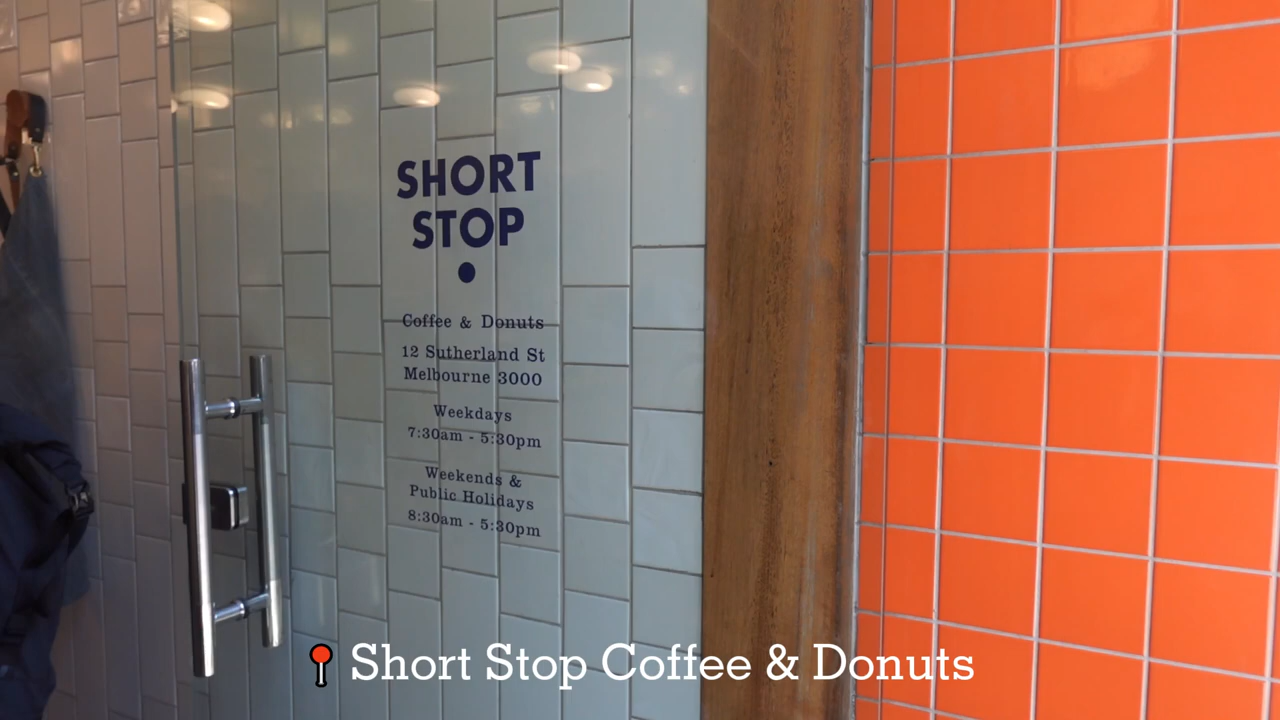 SHORT
STOP
Coffee & Donuts
12 Sutherland St
Melbourne 3000
Weekdays
7:30am - 5:30pm
Weekends &
Public Holidays
8:30am - 5:30pm
Short Stop Coffee & Donuts